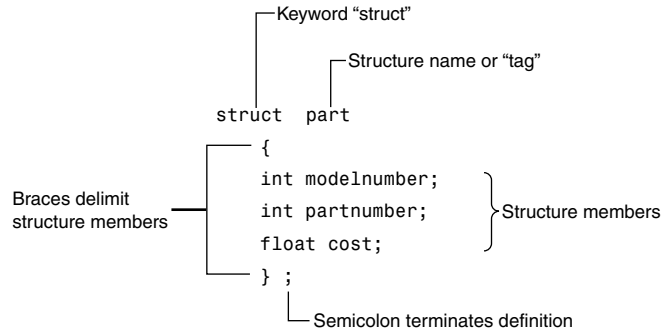 Keyword “struct”
Structure name or “tag”
struct part
{
int modelnumber;
Braces delimit
structure members
int partnumber;
Structure members
float cost;
} ;
Semicolon terminates definition